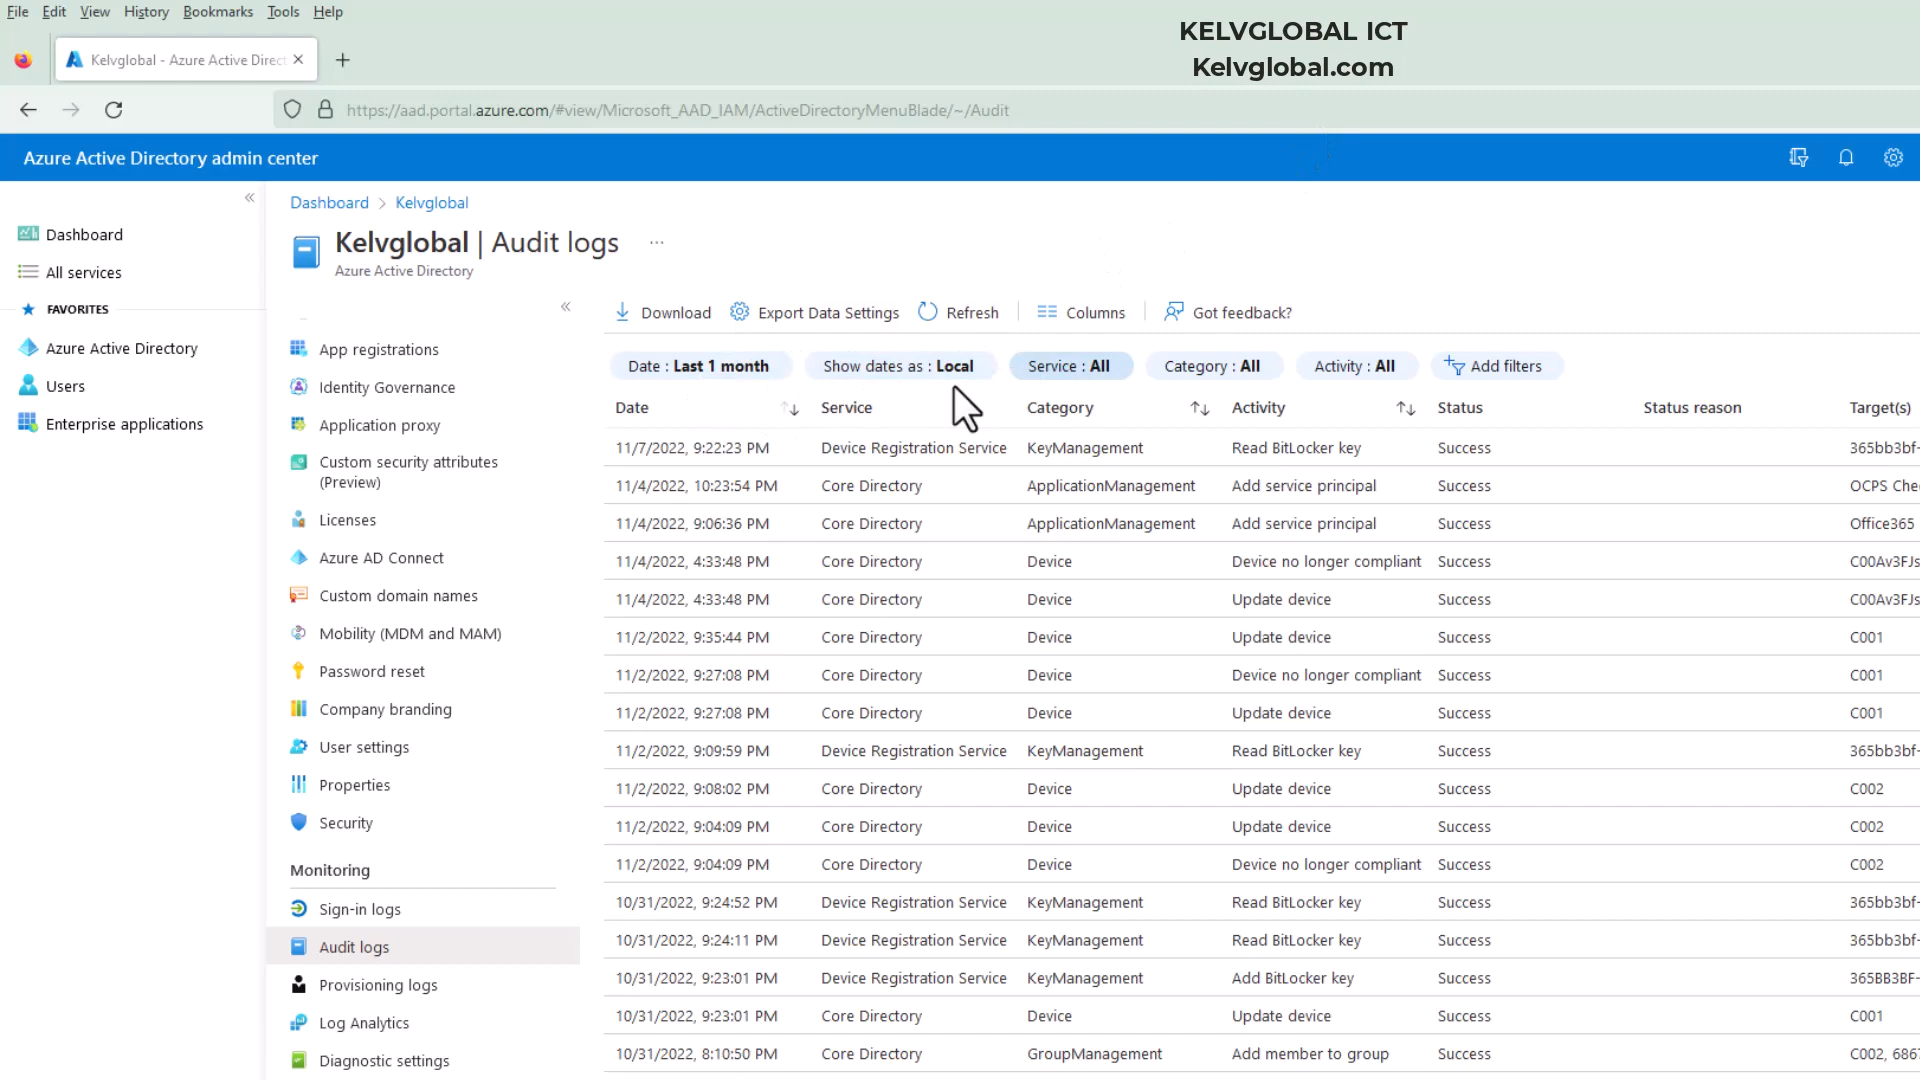 File Edit View History Bookmarks Tools Help
KELVGLOBAL ICT
Kelvglobal.com
Kelvglobal - Azure Active Direct
https://aad.portal.azure.com/#view/Microsoft_AAD_IAM/ActiveDirectoryMenuBlade/~/Audit
Azure Active Directory admin center
Dashboard
All services
FAVORITES
Azure Active Directory
Users
Enterprise applications
Dashboard > Kelvglobal
Kelvglobal | Audit logs
Azure Active Directory
App registrations
Identity Governance
Application proxy
Custom security attributes
(Preview)
Licenses
Azure AD Connect
Custom domain names
Mobility (MDM and MAM)
Password reset
Company branding
User settings
Properties
Security
Monitoring
Sign-in logs
Audit logs
Provisioning logs
Log Analytics
Diagnostic settings
Download Export Data Settings Refresh Columns Got feedback?
Date : Last 1 month Show dates as : Local Service : All Category : All Activity : All Add filters
Date Service Category Activity Status Status reason Target(s)
11/7/2022, 9:22:23 PM Device Registration Service KeyManagement Read BitLocker key Success 365bb3bf-
11/4/2022, 10:23:54 PM Core Directory ApplicationManagement Add service principal Success OCPS Che
11/4/2022, 9:06:36 PM Core Directory ApplicationManagement Add service principal Success Office365
11/4/2022, 4:33:48 PM Core Directory Device Device no longer compliant Success C00Av3FJs
11/4/2022, 4:33:48 PM Core Directory Device Update device Success C00Av3FJs
11/2/2022, 9:35:44 PM Core Directory Device Update device Success C001
11/2/2022, 9:27:08 PM Core Directory Device Device no longer compliant Success C001
11/2/2022, 9:27:08 PM Core Directory Device Update device Success C001
11/2/2022, 9:09:59 PM Device Registration Service KeyManagement Read BitLocker key Success 365bb3bf-
11/2/2022, 9:08:02 PM Core Directory Device Update device Success C002
11/2/2022, 9:04:09 PM Core Directory Device Update device Success C002
11/2/2022, 9:04:09 PM Core Directory Device Device no longer compliant Success C002
10/31/2022, 9:24:52 PM Device Registration Service KeyManagement Read BitLocker key Success 365bb3bf-
10/31/2022, 9:24:11 PM Device Registration Service KeyManagement Read BitLocker key Success 365bb3bf-
10/31/2022, 9:23:01 PM Device Registration Service KeyManagement Add BitLocker key Success 365BB3BF-
10/31/2022, 9:23:01 PM Core Directory Device Update device Success C001
10/31/2022, 8:10:50 PM Core Directory GroupManagement Add member to group Success C002, 6867